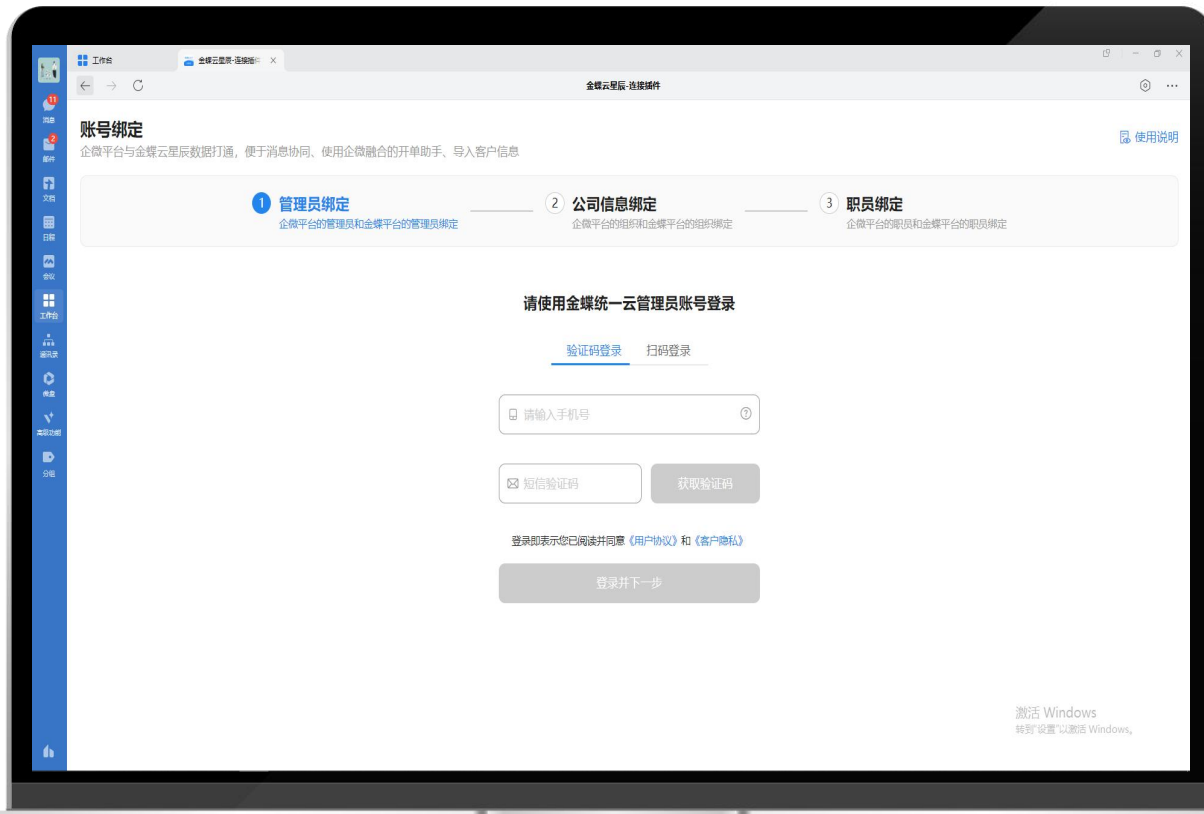 工作台
金蝶云星辰-连接插件
金蝶云星辰-连接插件
11
消息
2
邮件
文档
日程
会议
工作台
通讯录
微盘
高级功能
分组
账号绑定
使用说明
企微平台与金蝶云星辰数据打通，便于消息协同、使用企微融合的开单助手、导入客户信息
1 管理员绑定
企微平台的管理员和金蝶平台的管理员绑定
2 公司信息绑定
企微平台的组织和金蝶平台的组织绑定
3 职员绑定
企微平台的职员和金蝶平台的职员绑定
请使用金蝶统一云管理员账号登录
验证码登录 扫码登录
请输入手机号
短信验证码 获取验证码
登录即表示您已阅读并同意《用户协议》和《客户隐私》
登录并下一步
激活 Windows
转到"设置"以激活 Windows。